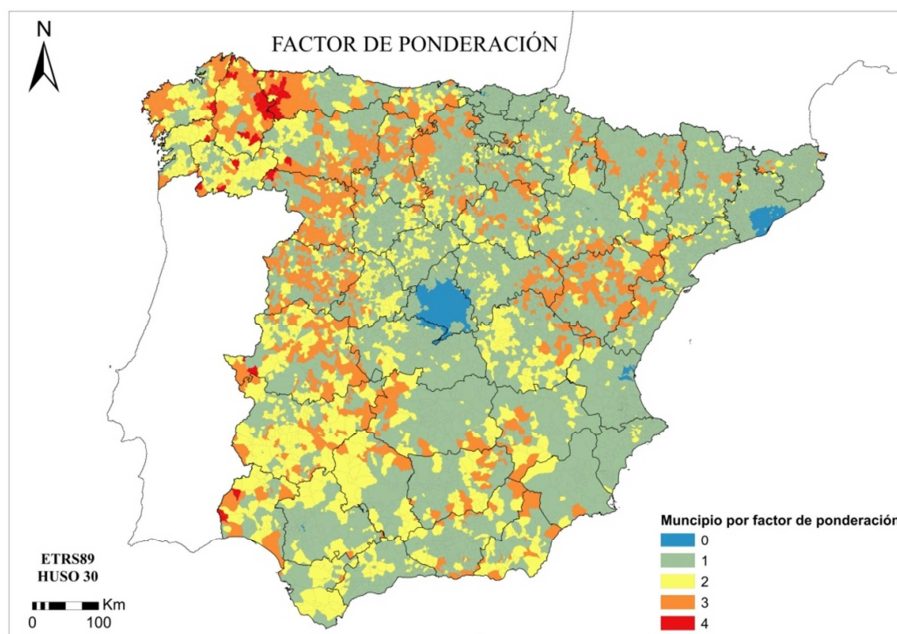 N
FACTOR DE PONDERACIÓN
Muncipio por factor de ponderación
0
1
2
3
4
ETRS89
HUSO 30
Km
0 100